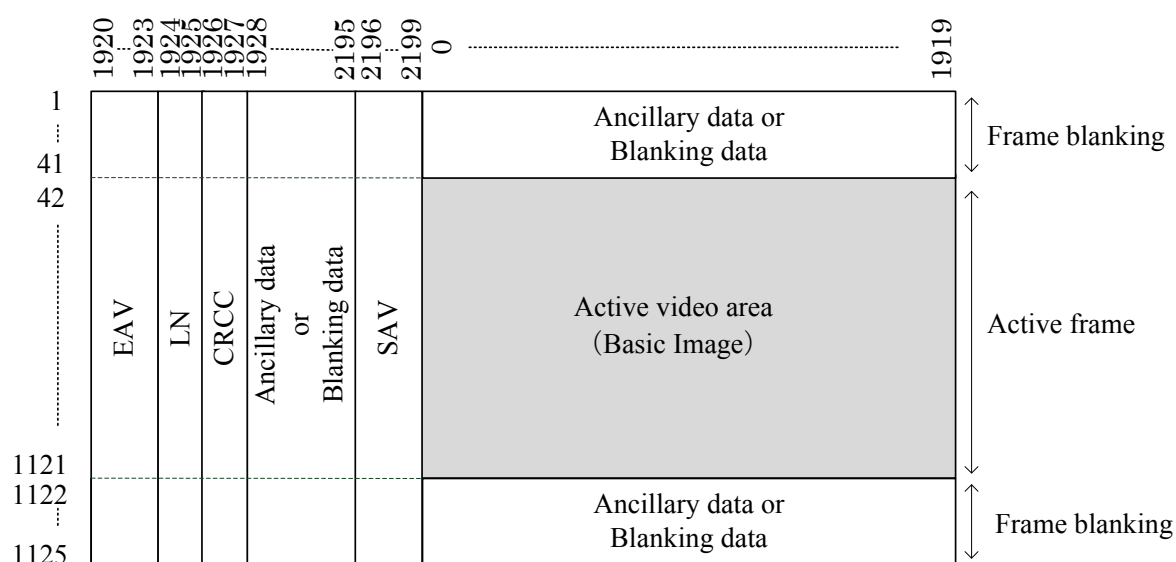 1920
1923
1924
1925
1926
1927
1928
2195
2196
2199
0
1919
1
41
42
1121
1122
1125
Ancillary data or
Blanking data
Frame blanking
EAV
LN
CRCC
Ancillary data
or
Blanking data
SAV
Active video area
（Basic Image）
Active frame
Ancillary data or
Blanking data
Frame blanking